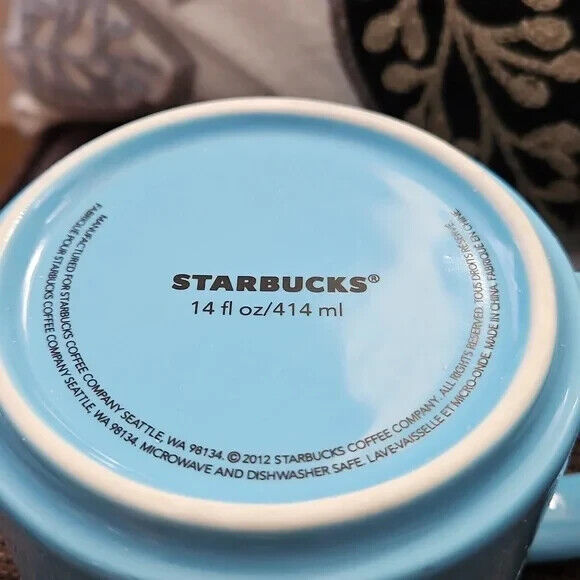 STARBUCKS®
14 fl oz/414 ml
MANUFACTURED FOR STARBUCKS COFFEE COMPANY SEATTLE, WA 98134. © 2012 STARBUCKS COFFEE COMPANY. ALL RIGHTS RESERVED. TOUS DROITS RÉSERVÉ
FABRIQUÉ POUR STARBUCKS COFFEE COMPANY SEATTLE, WA 98134. MICROWAVE AND DISHWASHER SAFE. LAVE-VAISSELLE ET MICRO-ONDE. MADE IN CHINA. FABRIQUÉ EN CHINE.